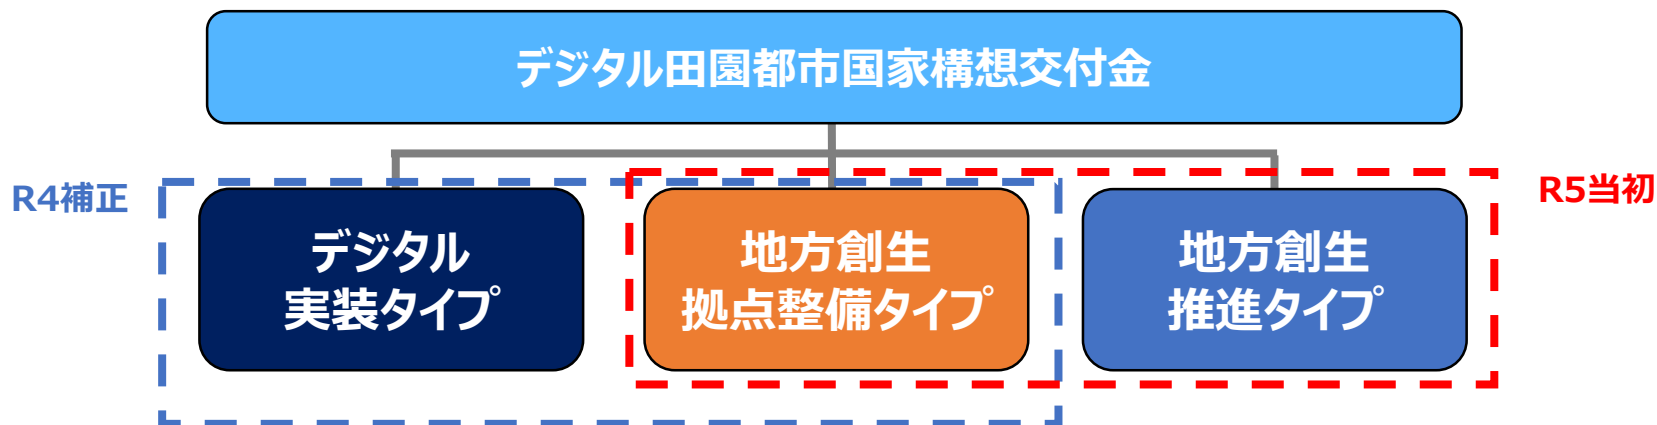 デジタル田園都市国家構想交付金
R4補正
R5当初
デジタル
実装タイプ
地方創生
拠点整備タイプ
地方創生
推進タイプ